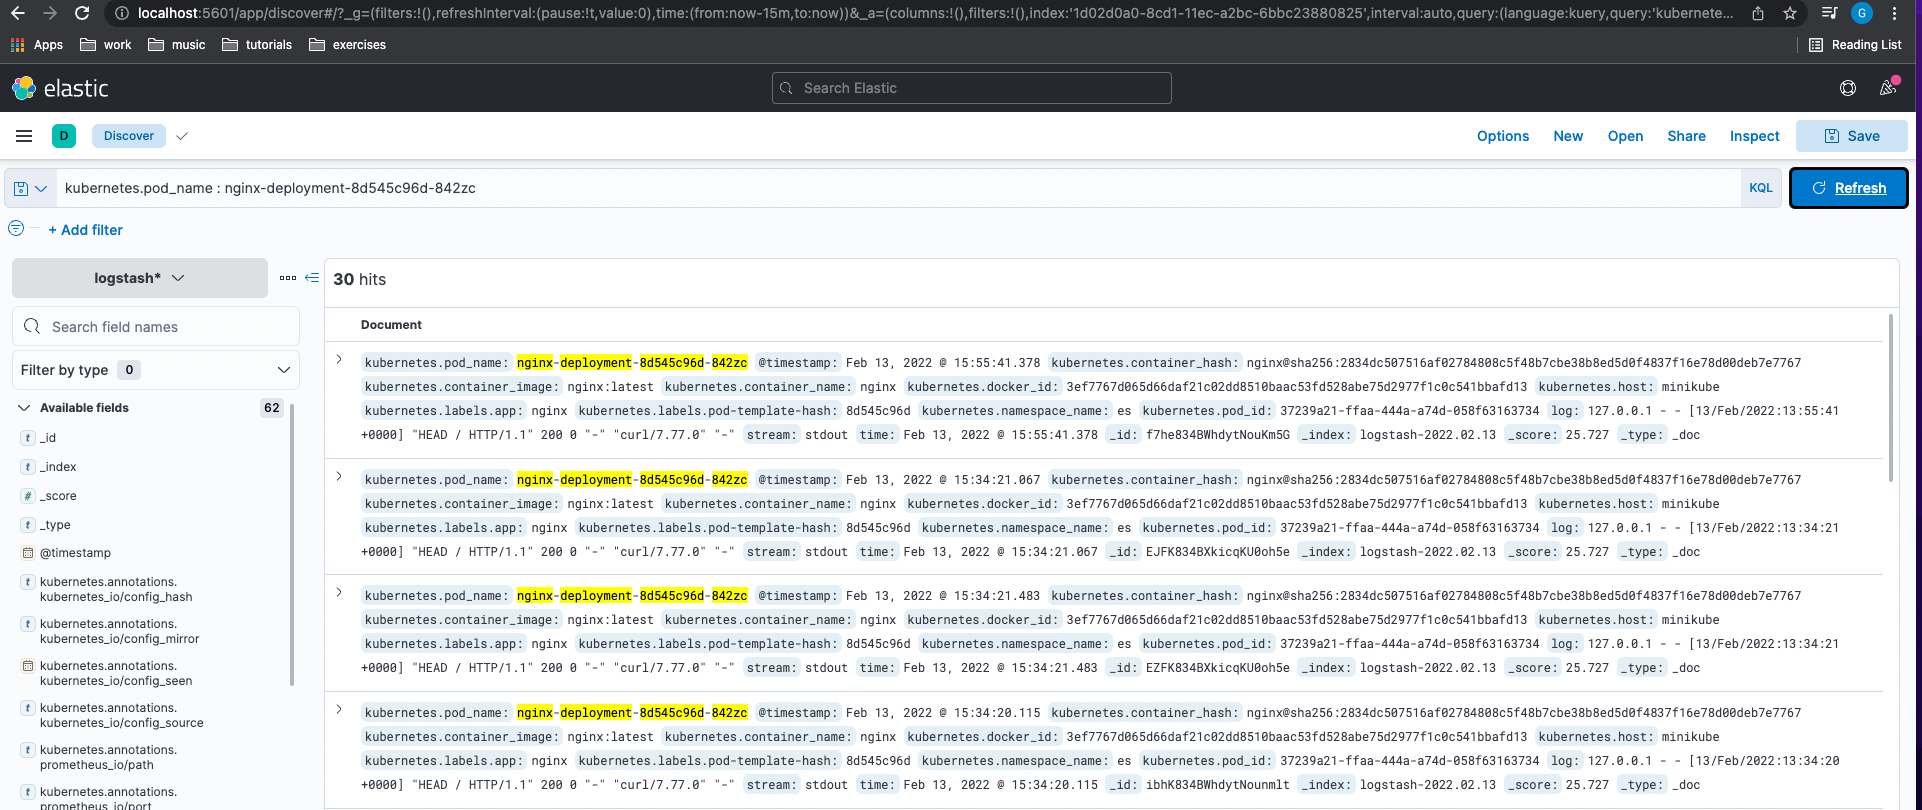 localhost:5601/app/discover#/?_g=(filters:!(),refreshInterval:(pause:!t,value:0),time:(from:now-15m,to:now))&_a=(columns:!(),filters:!(),index:'1d02d0a0-8cd1-11ec-a2bc-6bbc23880825',interval:auto,query:(language:kuery,query:'kubernete...
G
Apps work music tutorials exercises Reading List
elastic Search Elastic
D Discover Options New Open Share Inspect Save
kubernetes.pod_name : nginx-deployment-8d545c96d-842zc KQL Refresh
+ Add filter
logstash*
Search field names
Filter by type 0
Available fields 62
t _id
t _index
# _score
t _type
@timestamp
t kubernetes.annotations.
kubernetes_io/config_hash
t kubernetes.annotations.
kubernetes_io/config_mirror
kubernetes.annotations.
kubernetes_io/config_seen
t kubernetes.annotations.
kubernetes_io/config_source
t kubernetes.annotations.
prometheus_io/path
t kubernetes.annotations.
prometheus_io/port
30 hits
Document
kubernetes.pod_name: nginx-deployment-8d545c96d-842zc @timestamp: Feb 13, 2022 @ 15:55:41.378 kubernetes.container_hash: nginx@sha256:2834dc507516af02784808c5f48b7cbe38b8ed5d0f4837f16e78d00deb7e7767
kubernetes.container_image: nginx:latest kubernetes.container_name: nginx kubernetes.docker_id: 3ef7767d065d66daf21c02dd8510baac53fd528abe75d2977f1c0c541bbafd13 kubernetes.host: minikube
kubernetes.labels.app: nginx kubernetes.labels.pod-template-hash: 8d545c96d kubernetes.namespace_name: es kubernetes.pod_id: 37239a21-ffaa-444a-a74d-058f63163734 log: 127.0.0.1 - - [13/Feb/2022:13:55:41
+0000] "HEAD / HTTP/1.1" 200 0 "-" "curl/7.77.0" "-" stream: stdout time: Feb 13, 2022 @ 15:55:41.378 _id: f7he834BWhdytNouKm5G _index: logstash-2022.02.13 _score: 25.727 _type: _doc
kubernetes.pod_name: nginx-deployment-8d545c96d-842zc @timestamp: Feb 13, 2022 @ 15:34:21.067 kubernetes.container_hash: nginx@sha256:2834dc507516af02784808c5f48b7cbe38b8ed5d0f4837f16e78d00deb7e7767
kubernetes.container_image: nginx:latest kubernetes.container_name: nginx kubernetes.docker_id: 3ef7767d065d66daf21c02dd8510baac53fd528abe75d2977f1c0c541bbafd13 kubernetes.host: minikube
kubernetes.labels.app: nginx kubernetes.labels.pod-template-hash: 8d545c96d kubernetes.namespace_name: es kubernetes.pod_id: 37239a21-ffaa-444a-a74d-058f63163734 log: 127.0.0.1 - - [13/Feb/2022:13:34:21
+0000] "HEAD / HTTP/1.1" 200 0 "-" "curl/7.77.0" "-" stream: stdout time: Feb 13, 2022 @ 15:34:21.067 _id: EJFK834BXkicqKU0oh5e _index: logstash-2022.02.13 _score: 25.727 _type: _doc
kubernetes.pod_name: nginx-deployment-8d545c96d-842zc @timestamp: Feb 13, 2022 @ 15:34:21.483 kubernetes.container_hash: nginx@sha256:2834dc507516af02784808c5f48b7cbe38b8ed5d0f4837f16e78d00deb7e7767
kubernetes.container_image: nginx:latest kubernetes.container_name: nginx kubernetes.docker_id: 3ef7767d065d66daf21c02dd8510baac53fd528abe75d2977f1c0c541bbafd13 kubernetes.host: minikube
kubernetes.labels.app: nginx kubernetes.labels.pod-template-hash: 8d545c96d kubernetes.namespace_name: es kubernetes.pod_id: 37239a21-ffaa-444a-a74d-058f63163734 log: 127.0.0.1 - - [13/Feb/2022:13:34:21
+0000] "HEAD / HTTP/1.1" 200 0 "-" "curl/7.77.0" "-" stream: stdout time: Feb 13, 2022 @ 15:34:21.483 _id: EZFK834BXkicqKU0oh5e _index: logstash-2022.02.13 _score: 25.727 _type: _doc
kubernetes.pod_name: nginx-deployment-8d545c96d-842zc @timestamp: Feb 13, 2022 @ 15:34:20.115 kubernetes.container_hash: nginx@sha256:2834dc507516af02784808c5f48b7cbe38b8ed5d0f4837f16e78d00deb7e7767
kubernetes.container_image: nginx:latest kubernetes.container_name: nginx kubernetes.docker_id: 3ef7767d065d66daf21c02dd8510baac53fd528abe75d2977f1c0c541bbafd13 kubernetes.host: minikube
kubernetes.labels.app: nginx kubernetes.labels.pod-template-hash: 8d545c96d kubernetes.namespace_name: es kubernetes.pod_id: 37239a21-ffaa-444a-a74d-058f63163734 log: 127.0.0.1 - - [13/Feb/2022:13:34:20
+0000] "HEAD / HTTP/1.1" 200 0 "-" "curl/7.77.0" "-" stream: stdout time: Feb 13, 2022 @ 15:34:20.115 _id: ibhK834BWhdytNounmlt _index: logstash-2022.02.13 _score: 25.727 _type: _doc